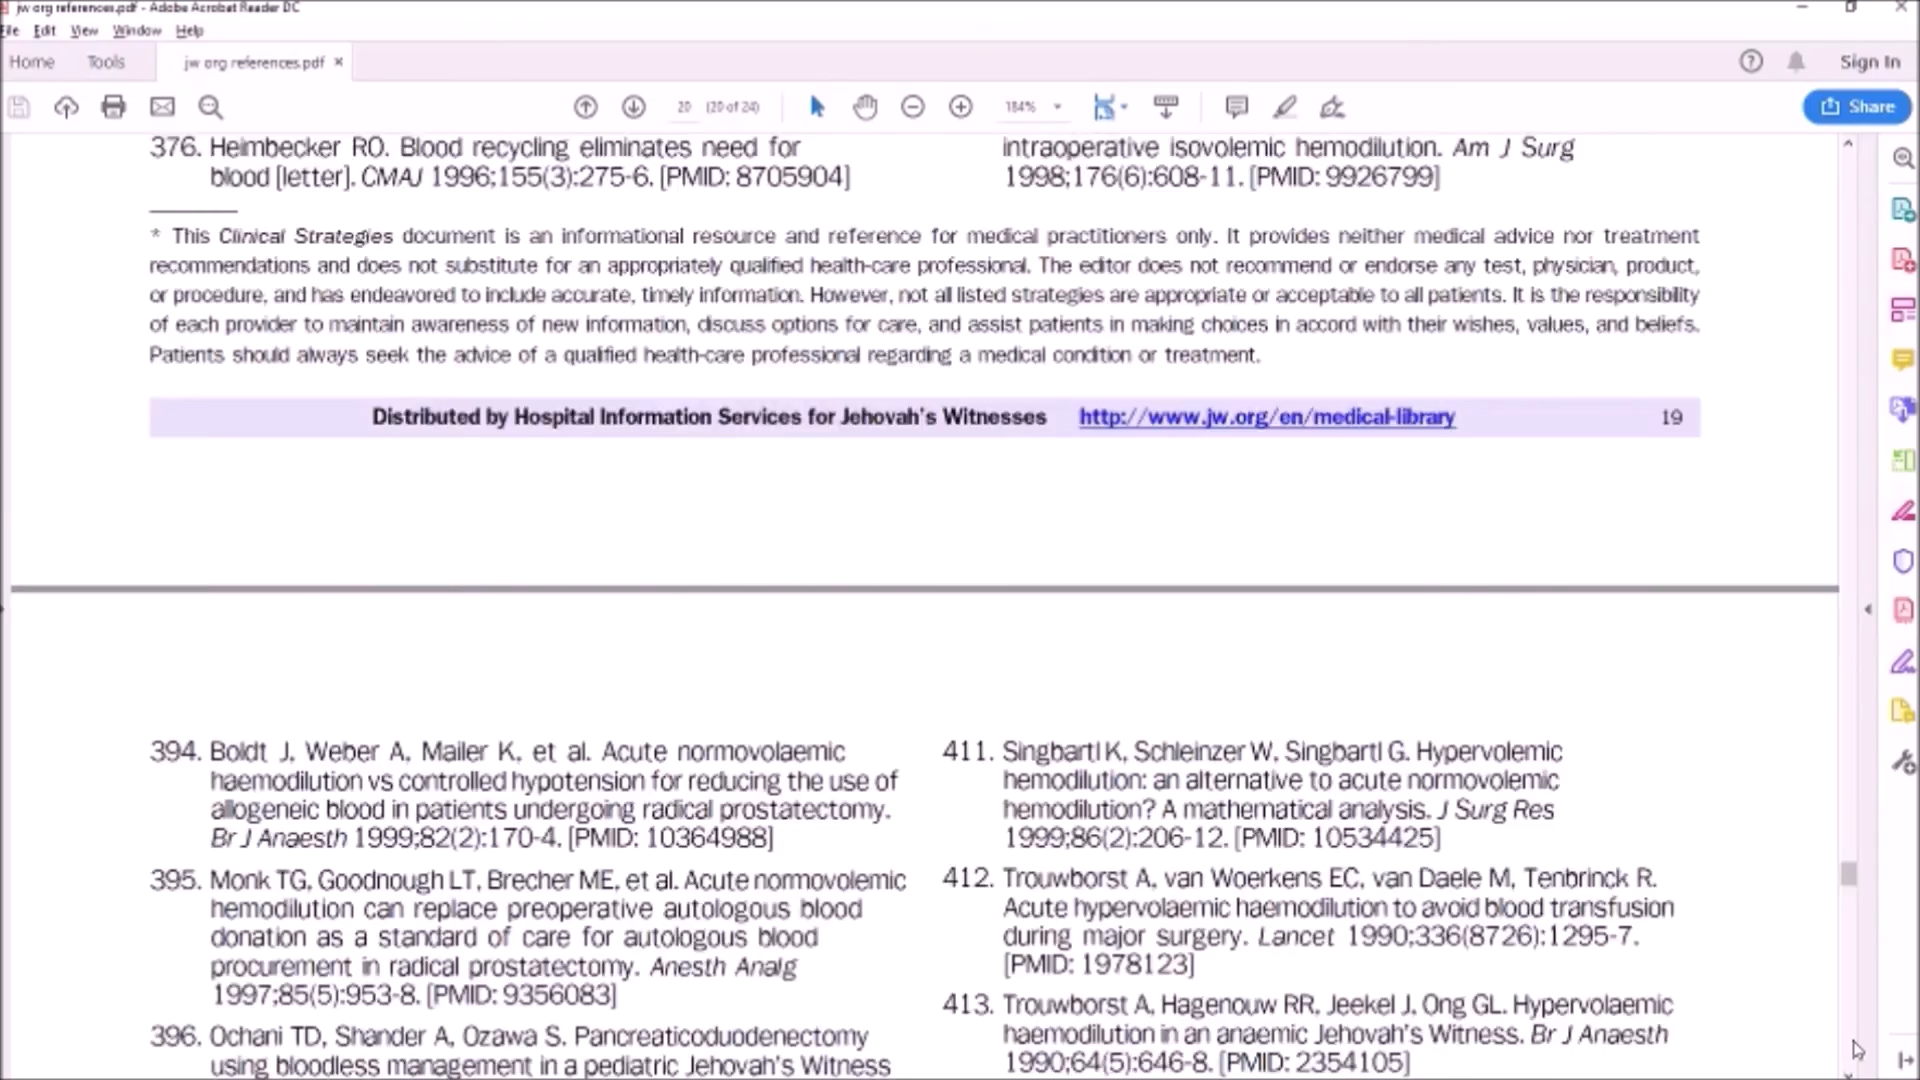 jw org references.pdf - Adobe Acrobat Reader DC
File Edit View Window Help
Home Tools jw org references.pdf × Sign In
20 (20 of 24) 184% Share
376. Heimbecker RO. Blood recycling eliminates need for
blood [letter]. CMAJ 1996;155(3):275-6. [PMID: 8705904]
intraoperative isovolemic hemodilution. Am J Surg
1998;176(6):608-11. [PMID: 9926799]
* This Clinical Strategies document is an informational resource and reference for medical practitioners only. It provides neither medical advice nor treatment
recommendations and does not substitute for an appropriately qualified health-care professional. The editor does not recommend or endorse any test, physician, product,
or procedure, and has endeavored to include accurate, timely information. However, not all listed strategies are appropriate or acceptable to all patients. It is the responsibility
of each provider to maintain awareness of new information, discuss options for care, and assist patients in making choices in accord with their wishes, values, and beliefs.
Patients should always seek the advice of a qualified health-care professional regarding a medical condition or treatment.
Distributed by Hospital Information Services for Jehovah's Witnesses http://www.jw.org/en/medical-library 19
394. Boldt J, Weber A, Mailer K, et al. Acute normovolaemic
haemodilution vs controlled hypotension for reducing the use of
allogeneic blood in patients undergoing radical prostatectomy.
Br J Anaesth 1999;82(2):170-4. [PMID: 10364988]
395. Monk TG, Goodnough LT, Brecher ME, et al. Acute normovolemic
hemodilution can replace preoperative autologous blood
donation as a standard of care for autologous blood
procurement in radical prostatectomy. Anesth Analg
1997;85(5):953-8. [PMID: 9356083]
396. Ochani TD, Shander A, Ozawa S. Pancreaticoduodenectomy
using bloodless management in a pediatric Jehovah's Witness
411. Singbartl K, Schleinzer W, Singbartl G. Hypervolemic
hemodilution: an alternative to acute normovolemic
hemodilution? A mathematical analysis. J Surg Res
1999;86(2):206-12. [PMID: 10534425]
412. Trouwborst A, van Woerkens EC, van Daele M, Tenbrinck R.
Acute hypervolaemic haemodilution to avoid blood transfusion
during major surgery. Lancet 1990;336(8726):1295-7.
[PMID: 1978123]
413. Trouwborst A, Hagenouw RR, Jeekel J, Ong GL. Hypervolaemic
haemodilution in an anaemic Jehovah's Witness. Br J Anaesth
1990;64(5):646-8. [PMID: 2354105]